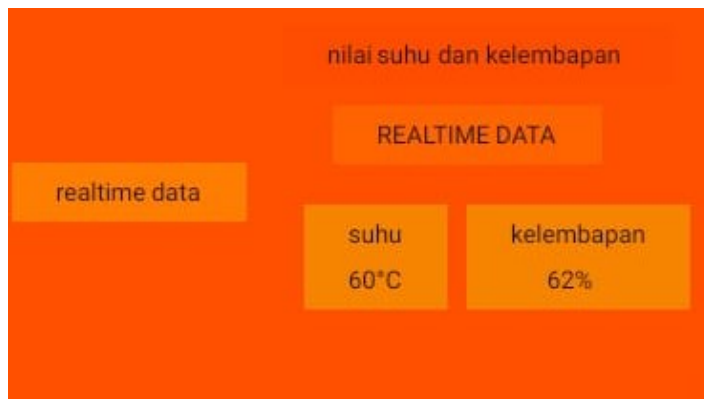 nilai suhu dan kelembapan
REALTIME DATA
realtime data
suhu
60°C
kelembapan
62%